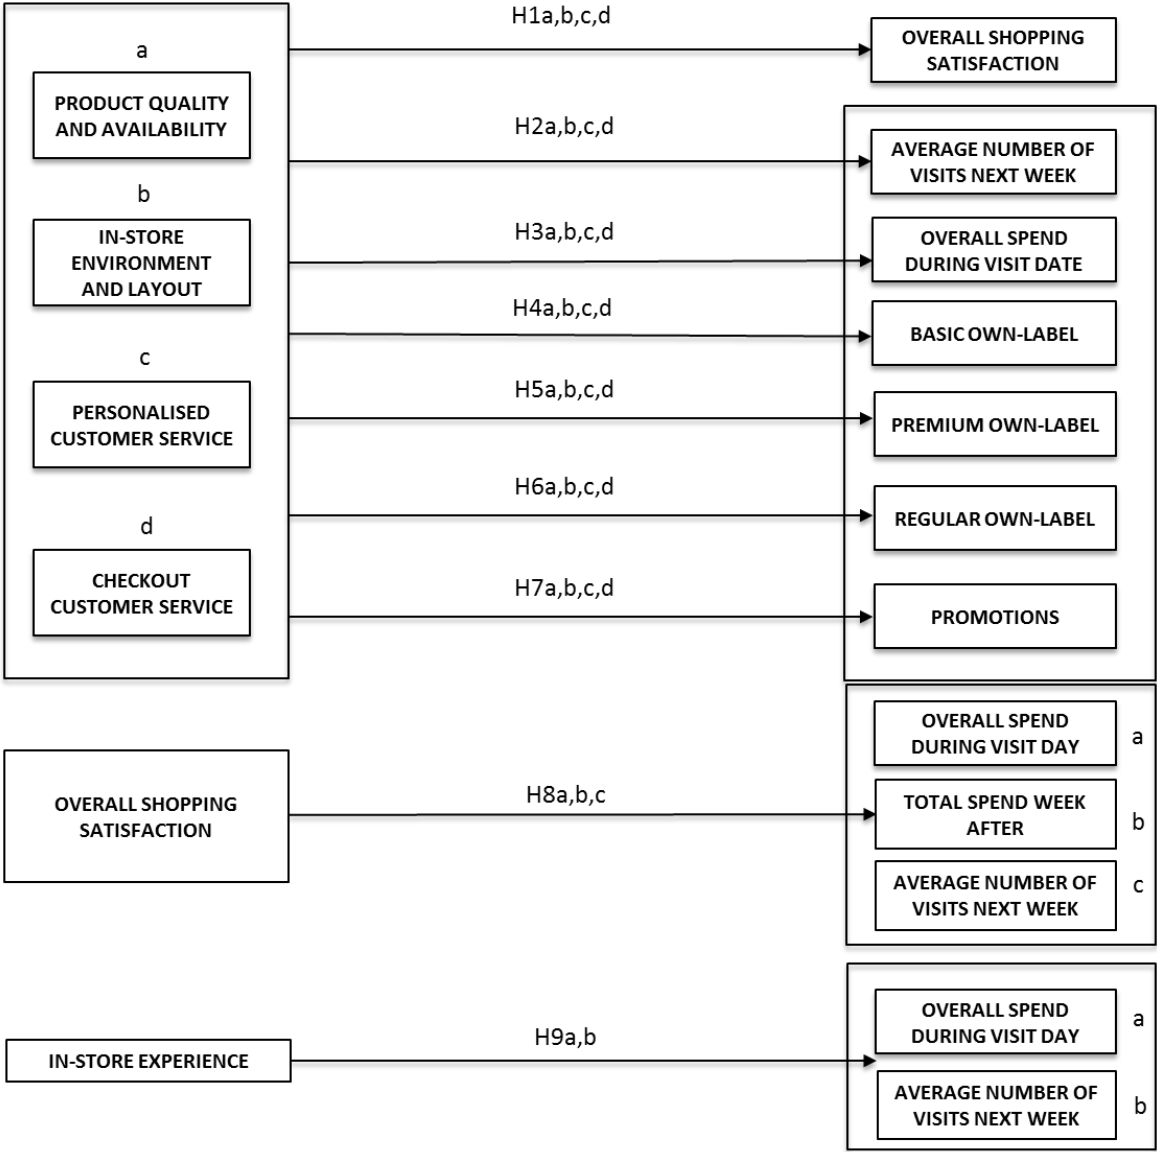 H1a,b,c,d
a
OVERALL SHOPPING
SATISFACTION
PRODUCT QUALITY
AND AVAILABILITY
H2a,b,c,d
AVERAGE NUMBER OF
VISITS NEXT WEEK
b
IN-STORE
ENVIRONMENT
AND LAYOUT
H3a,b,c,d
OVERALL SPEND
DURING VISIT DATE
H4a,b,c,d
BASIC OWN-LABEL
c
PERSONALISED
CUSTOMER SERVICE
H5a,b,c,d
PREMIUM OWN-LABEL
H6a,b,c,d
REGULAR OWN-LABEL
d
CHECKOUT
CUSTOMER SERVICE
H7a,b,c,d
PROMOTIONS
OVERALL SHOPPING
SATISFACTION
H8a,b,c
OVERALL SPEND
DURING VISIT DAY
a
TOTAL SPEND WEEK
AFTER
b
AVERAGE NUMBER OF
VISITS NEXT WEEK
c
IN-STORE EXPERIENCE
H9a,b
OVERALL SPEND
DURING VISIT DAY
a
AVERAGE NUMBER OF
VISITS NEXT WEEK
b